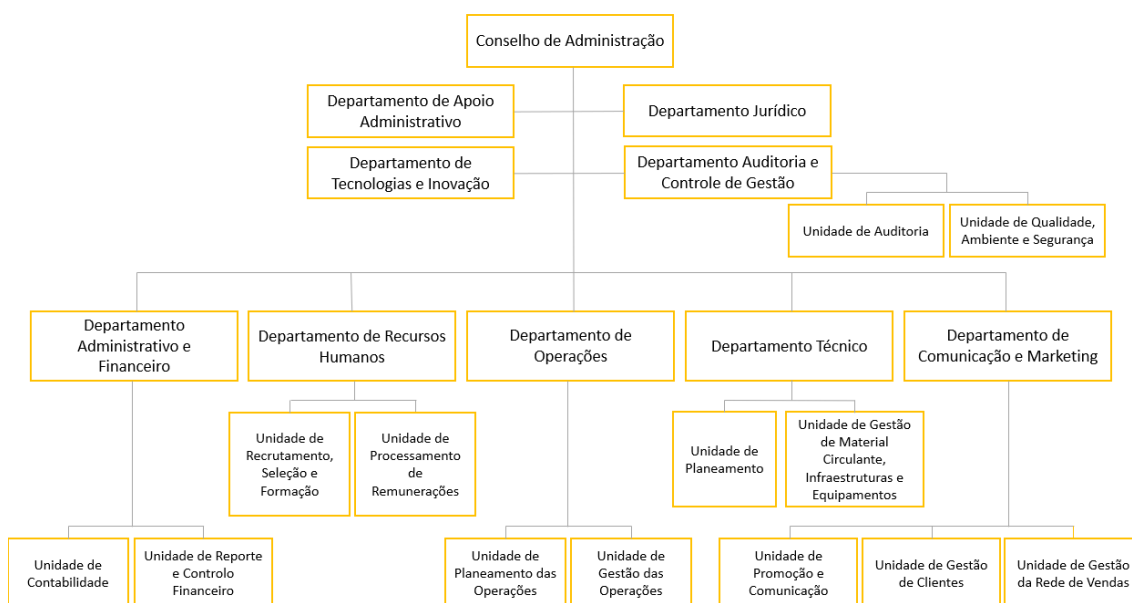 Conselho de Administração
Departamento de Apoio
Administrativo
Departamento Jurídico
Departamento de
Tecnologias e Inovação
Departamento Auditoria e
Controle de Gestão
Unidade de Auditoria
Unidade de Qualidade,
Ambiente e Segurança
Departamento
Administrativo e
Financeiro
Departamento de Recursos
Humanos
Departamento de
Operações
Departamento Técnico
Departamento de
Comunicação e Marketing
Unidade de
Recrutamento,
Seleção e
Formação
Unidade de
Processamento
de
Remunerações
Unidade de
Planeamento
Unidade de Gestão
de Material
Circulante,
Infraestruturas e
Equipamentos
Unidade de
Contabilidade
Unidade de Reporte
e Controlo
Financeiro
Unidade de
Planeamento das
Operações
Unidade de
Gestão das
Operações
Unidade de
Promoção e
Comunicação
Unidade de Gestão
de Clientes
Unidade de Gestão
da Rede de Vendas